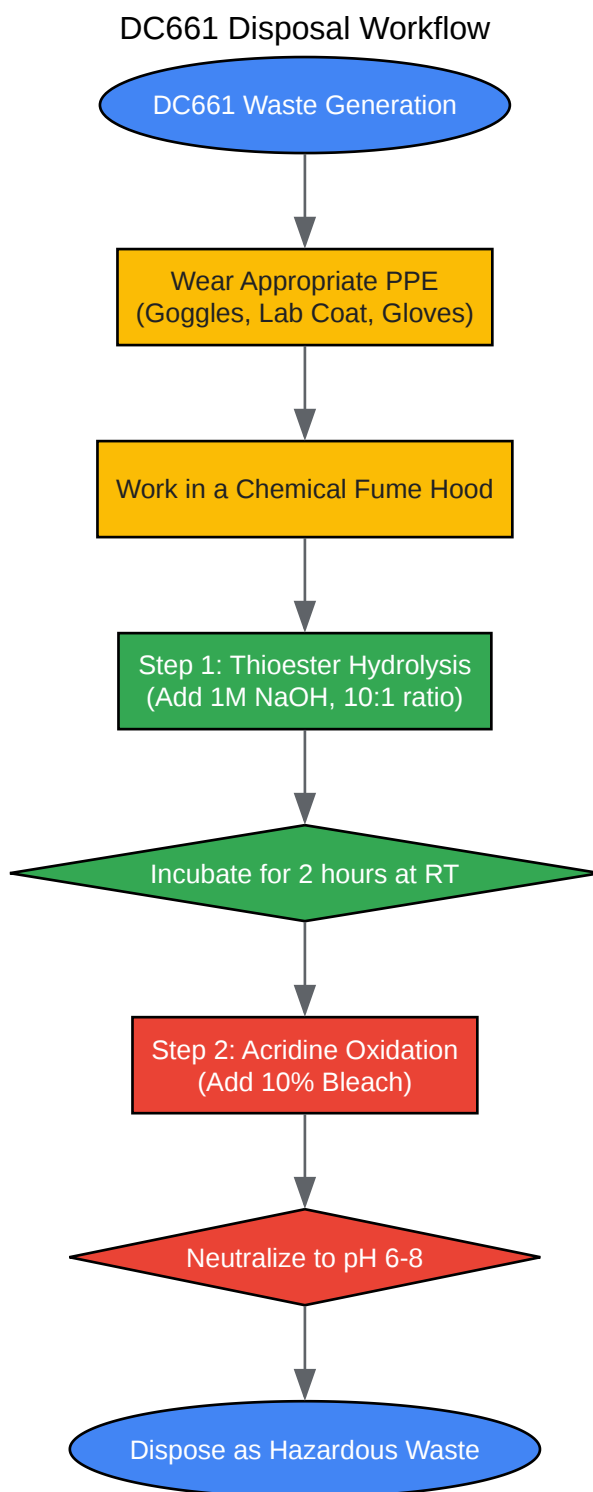 DC661 Disposal Workflow
DC661 Waste Generation
Wear Appropriate PPE
(Goggles, Lab Coat, Gloves)
Work in a Chemical Fume Hood
Step 1: Thioester Hydrolysis
(Add 1M NaOH, 10:1 ratio)
Incubate for 2 hours at RT
Step 2: Acridine Oxidation
(Add 10% Bleach)
Neutralize to pH 6-8
Dispose as Hazardous Waste